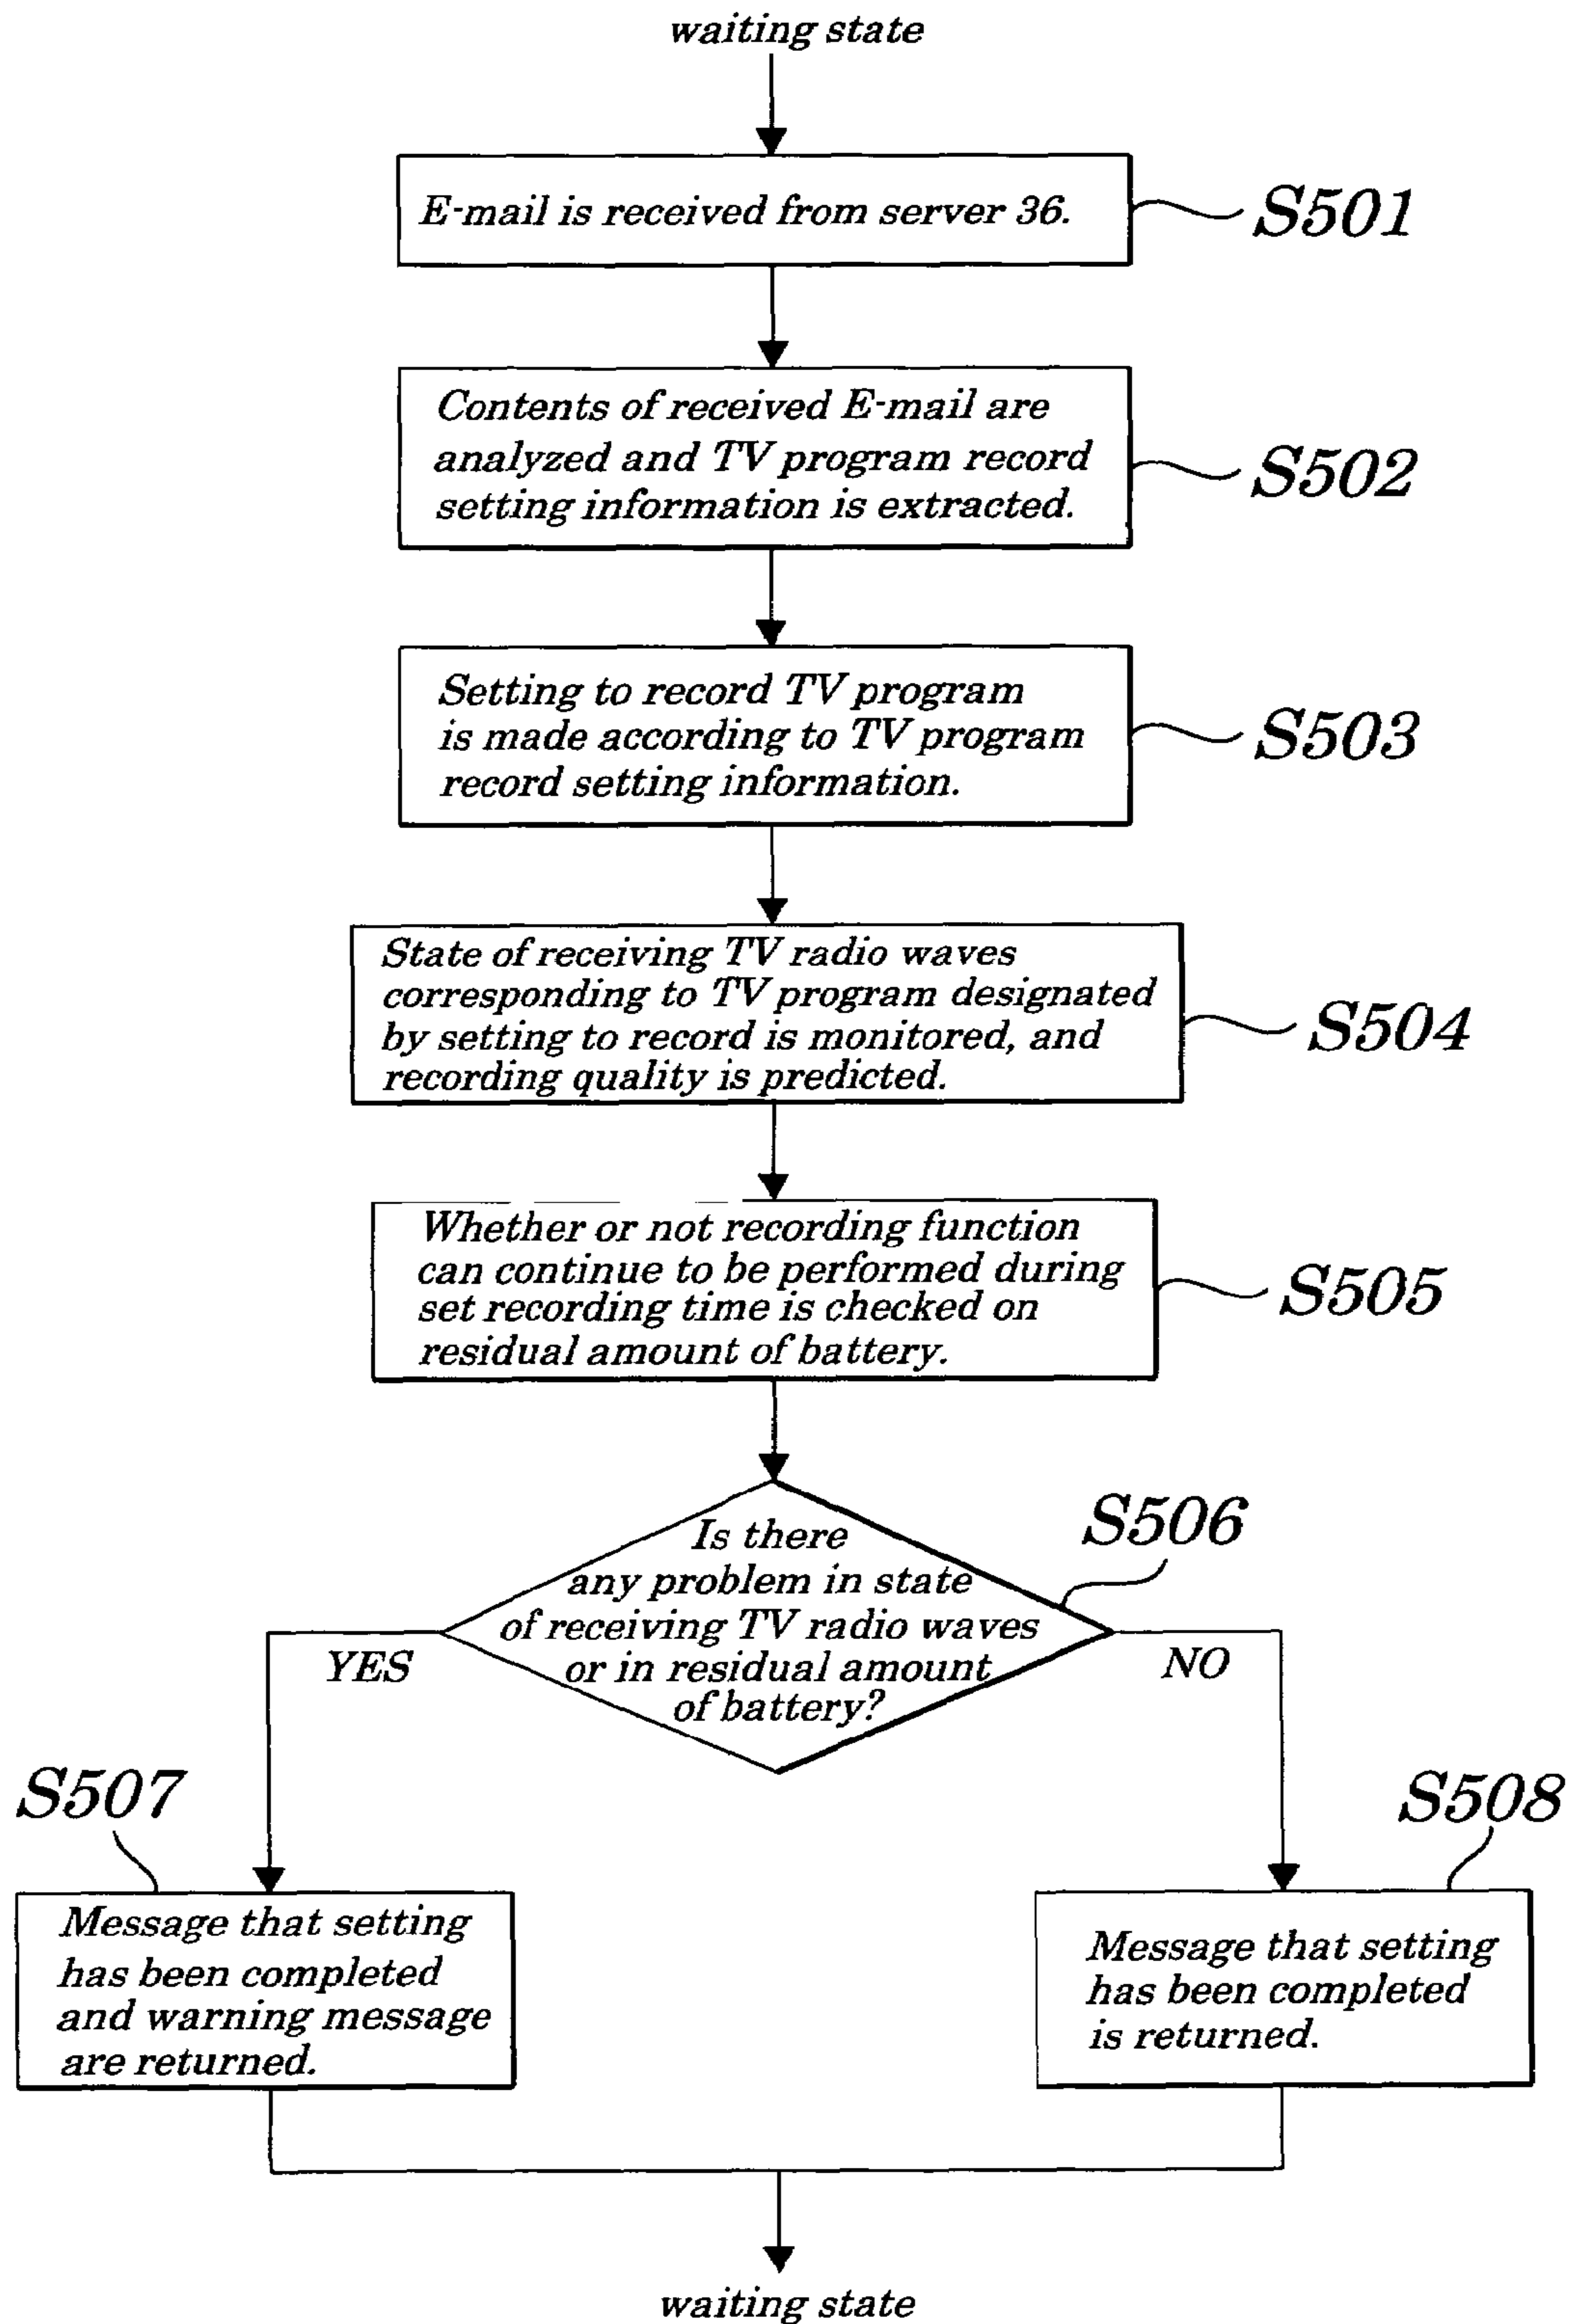 waiting state
E-mail is received from server 36.
S501
Contents of received E-mail are
analyzed and TV program record
setting information is extracted.
S502
Setting to record TV program
is made according to TV program
record setting information.
S503
State of receiving TV radio waves
corresponding to TV program designated
by setting to record is monitored, and
recording quality is predicted.
S504
Whether or not recording function
can continue to be performed during
set recording time is checked on
residual amount of battery.
S505
S506
Is there
any problem in state
of receiving TV radio waves
or in residual amount
of battery?
YES
NO
S507
Message that setting
has been completed
and warning message
are returned.
S508
Message that setting
has been completed
is returned.
waiting state